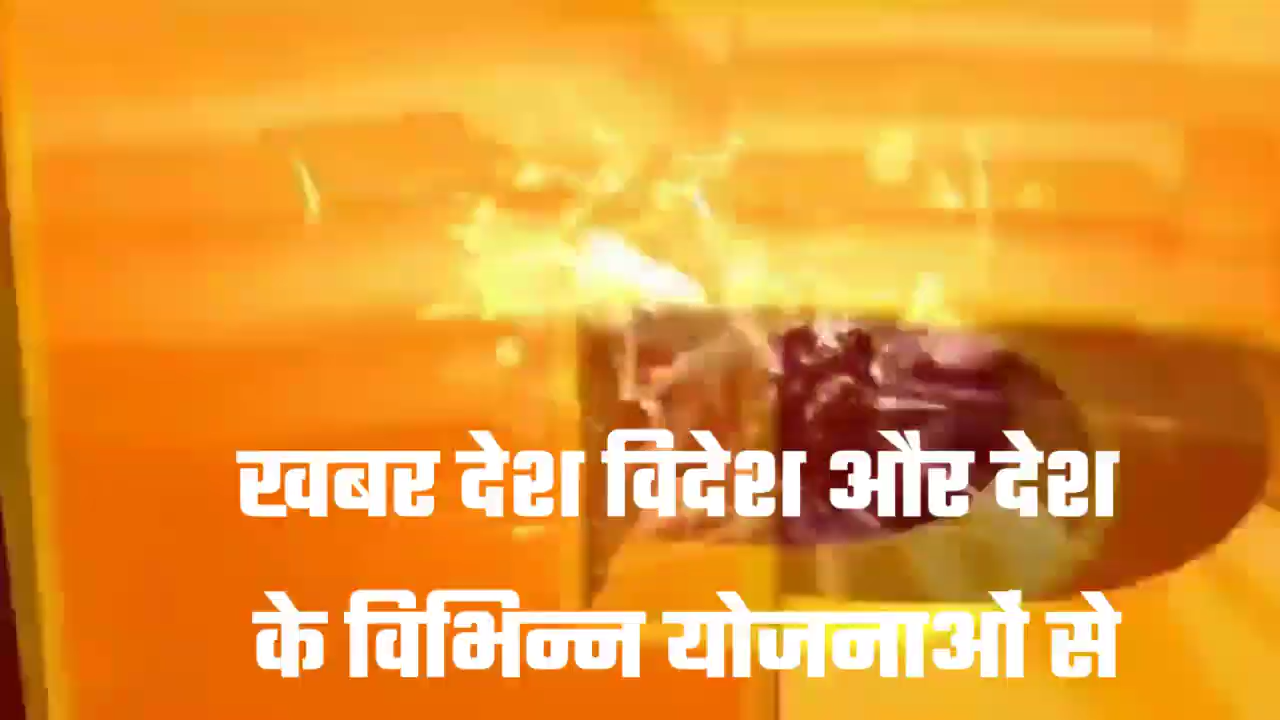 खबर देश विदेश और देश
के विभिन्न योजनाओं से